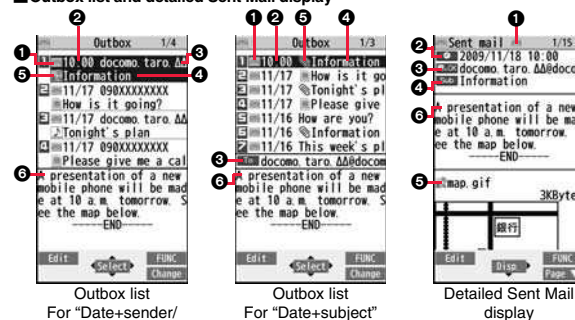 ■Outbox list and detailed Sent Mail display
Outbox 1/4
10:00 docomo. taro. ΔΔ
Information
11/17 090XXXXXXXX
How is it going?
11/17 docomo. taro. ΔΔ
Tonight's plan
11/17 090XXXXXXXX
Please give me a cal
A presentation of a new
mobile phone will be mad
e at 10 a.m. tomorrow. S
ee the map below.
------END------
Edit Select FUNC
Change
Outbox list
For “Date+sender/
Outbox 1/3
10:00 Information
11/17 How is it go
11/17 Tonight's pl
11/17 Please give
11/16 How are you?
11/16 Information
11/16 This week's pl
To docomo. taro. ΔΔ@docom
A presentation of a new
mobile phone will be mad
e at 10 a.m. tomorrow. S
ee the map below.
------END------
Edit Select FUNC
Change
Outbox list
For “Date+subject”
Sent mail 1/15
2009/11/18 10:00
docomo. taro. ΔΔ@doco
Sub Information
A presentation of a new
mobile phone will be mad
e at 10 a.m. tomorrow.
ee the map below.
------END------
map.gif
3KByte
銀行
Edit Disp FUNC
Page ▼
Detailed Sent Mail
display